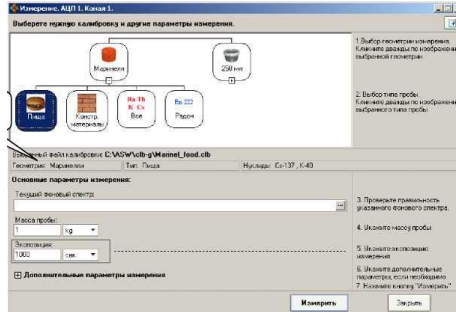 Измерение. АЦП 1. Канал 1.
Выберете нужную калибровку и другие параметры измерения.
1.Выбор геометрии измерения.
Кликните дважды по изображению
выбранной геометрии
Маринелли
250 мл
2. Выбор типа пробы.
Кликните дважды по изображению
выбранного типа пробы.
Ra Th
K Cs
Rn 222
Пища
Констр.
материалы
Все
Радон
Выбранный файл калибровки: C:\ASW\clb-g\Marinel_food.clb
Геометрия: Маринелли
Тип: Пища
Нуклиды: Cs-137 , K-40
Основные параметры измерения:
Текущий фоновый спектр:
...
3. Проверьте правильность
указанного фонового спектра.
Масса пробы:
1 kg
4. Укажите массу пробы
Экспозиция:
1000 сек.
5. Укажите экспозицию
измерения
Дополнительные параметры измерения
6. Укажите дополнительные
параметры, если необходимо
7. Нажмите кнопку "Измерить"
Измерить
Закрыть